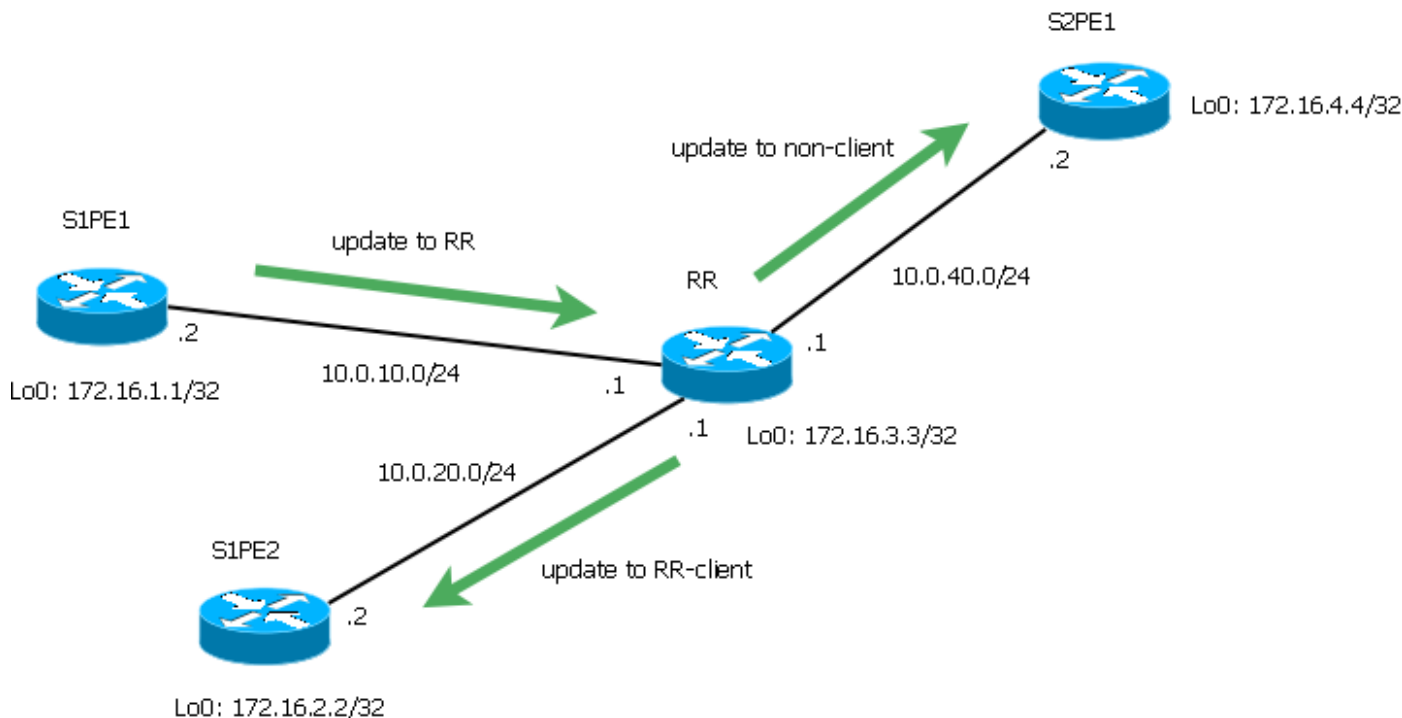 S2PE1
Lo0: 172.16.4.4/32
update to non-client
.2
S1PE1
update to RR
RR
10.0.40.0/24
.2
.1
10.0.10.0/24
.1
Lo0: 172.16.1.1/32
.1
Lo0: 172.16.3.3/32
10.0.20.0/24
S1PE2
update to RR-client
.2
Lo0: 172.16.2.2/32